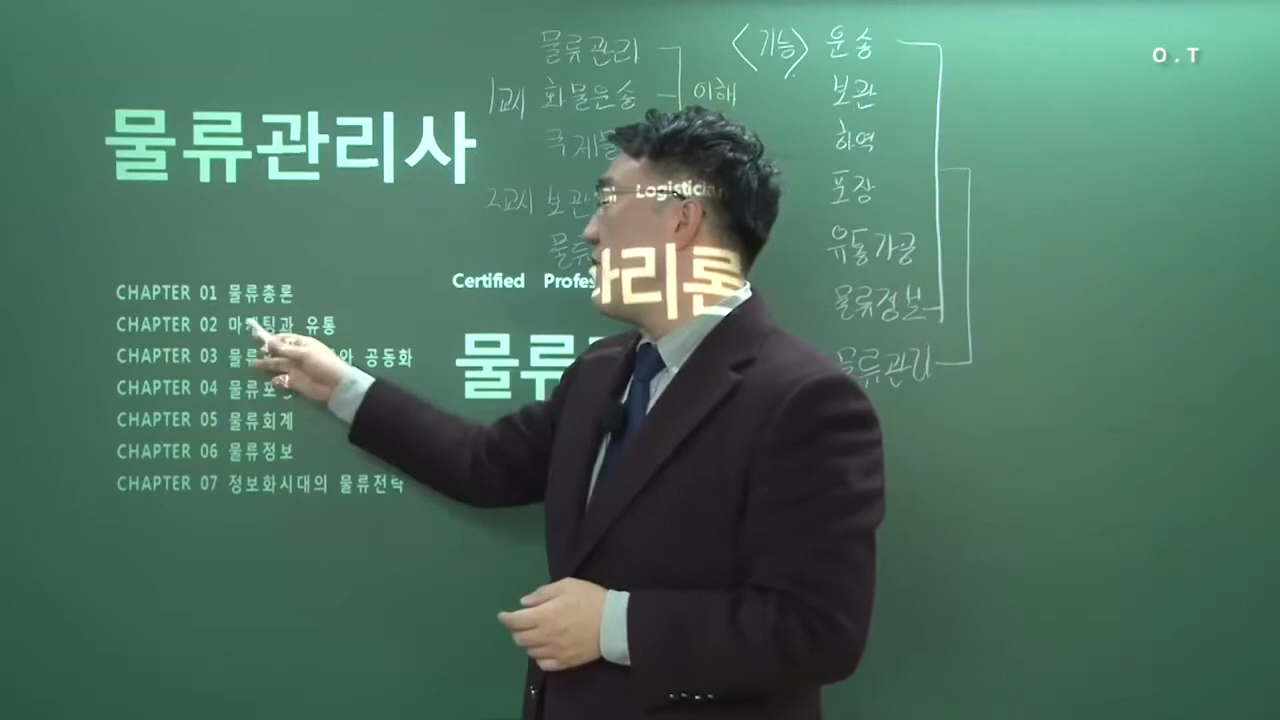 O.T
물류관리사
Certified Profes Logistician
물류 관리론
CHAPTER 01 물류총론
CHAPTER 02 마케팅과 유통
CHAPTER 03 물류 와 공동화
CHAPTER 04 물류포
CHAPTER 05 물류회계
CHAPTER 06 물류정보
CHAPTER 07 정보화시대의 물류전략
물류관리
1교시 화물운송 이해
국제물
2교시 보관
물류
<기능> 운송
보관
하역
포장
유통가공
물류정보
물류관리